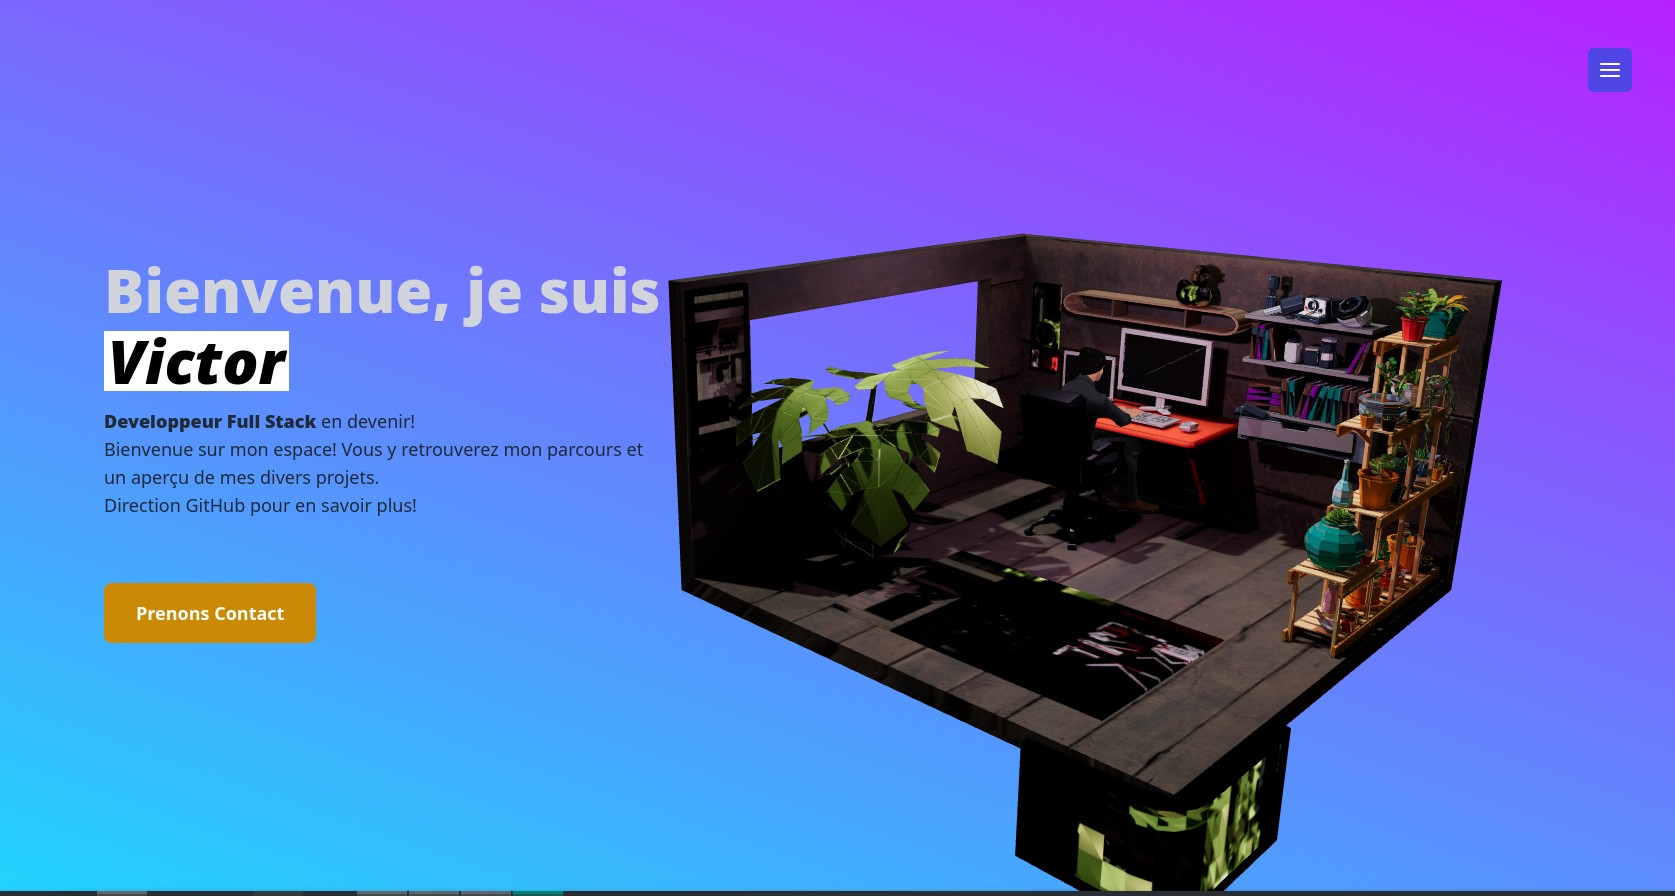 Bienvenue, je suis
Victor
Developpeur Full Stack en devenir!
Bienvenue sur mon espace! Vous y retrouverez mon parcours et
un aperçu de mes divers projets.
Direction GitHub pour en savoir plus!
Prenons Contact